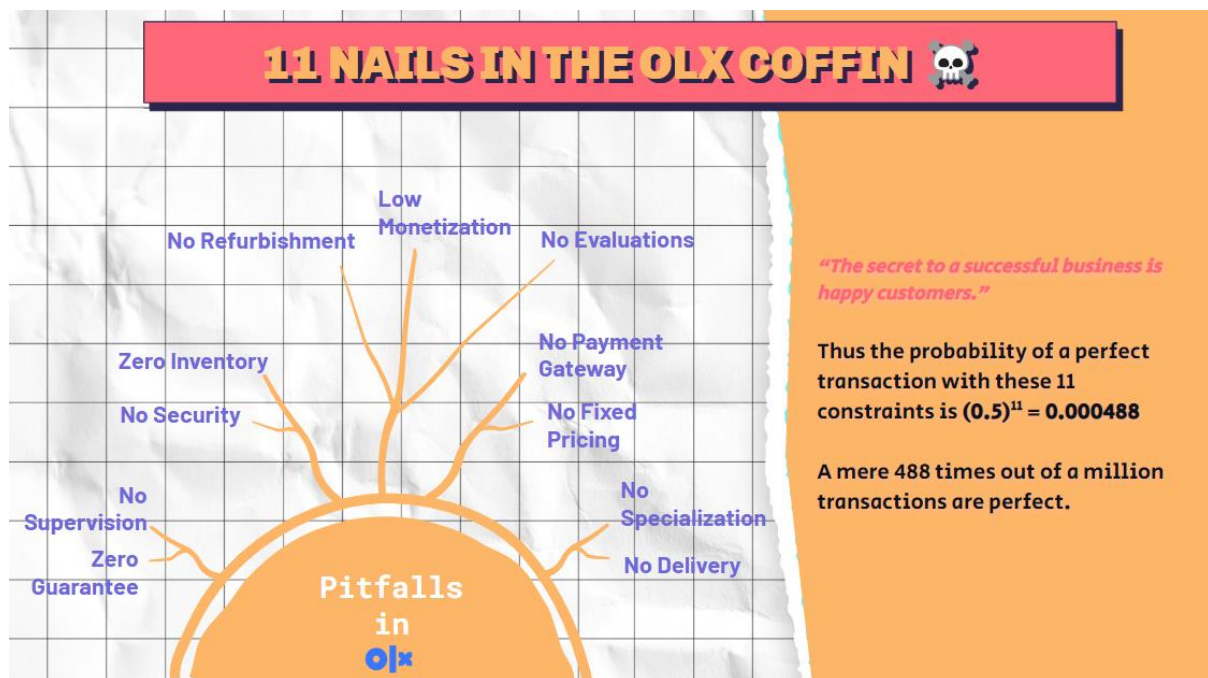 11 NAILS IN THE OLX COFFIN ☠
Low
Monetization
No Refurbishment
No Evaluations
Zero Inventory
No Payment
Gateway
No Security
No Fixed
Pricing
No
Supervision
Zero
Guarantee
No
Specialization
No Delivery
Pitfalls
in
olx
“The secret to a successful business is
happy customers.”
Thus the probability of a perfect
transaction with these 11
constraints is (0.5)¹¹ = 0.000488
A mere 488 times out of a million
transactions are perfect.